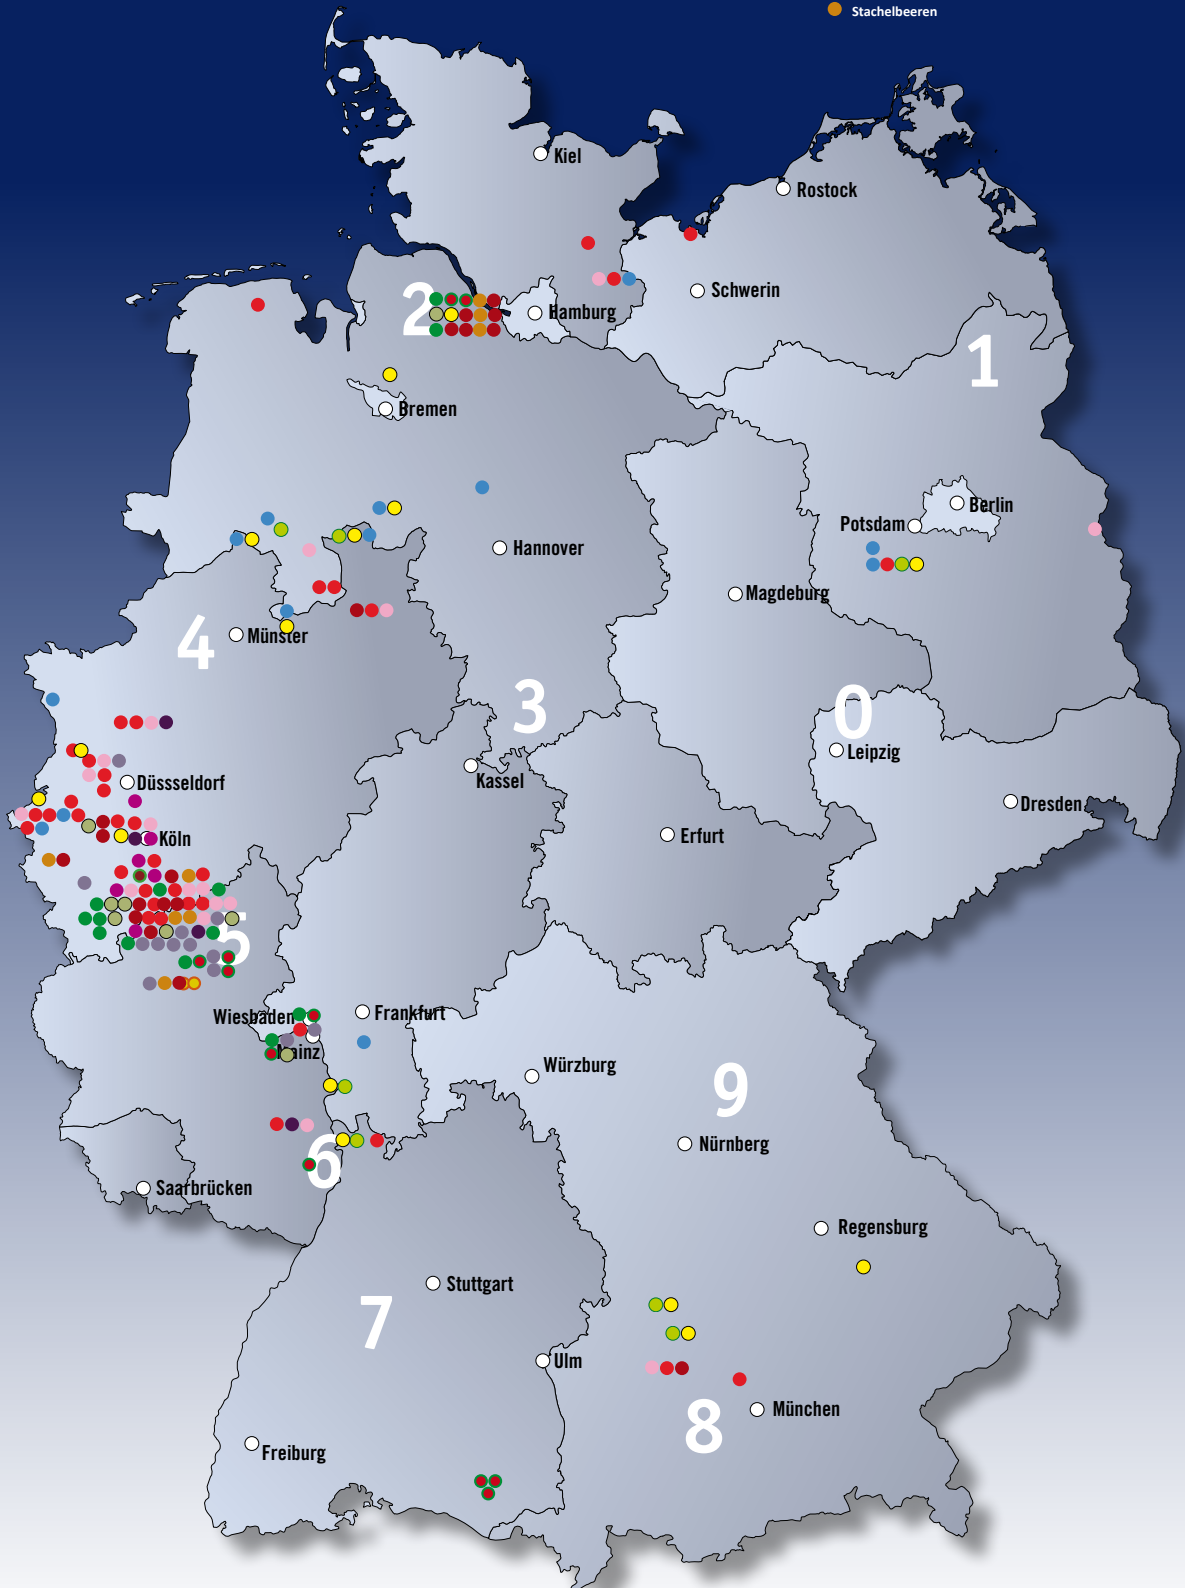 Stachelbeeren
Kiel
Rostock
Schwerin
2
Hamburg
1
Bremen
Berlin
Potsdam
Hannover
Magdeburg
4
Münster
3
0
Leipzig
Kassel
Düssseldorf
Dresden
Köln
Erfurt
5
Wiesbaden
Frankfurt
Mainz
Würzburg
9
Nürnberg
6
Saarbrücken
Regensburg
Stuttgart
7
Ulm
8
München
Freiburg